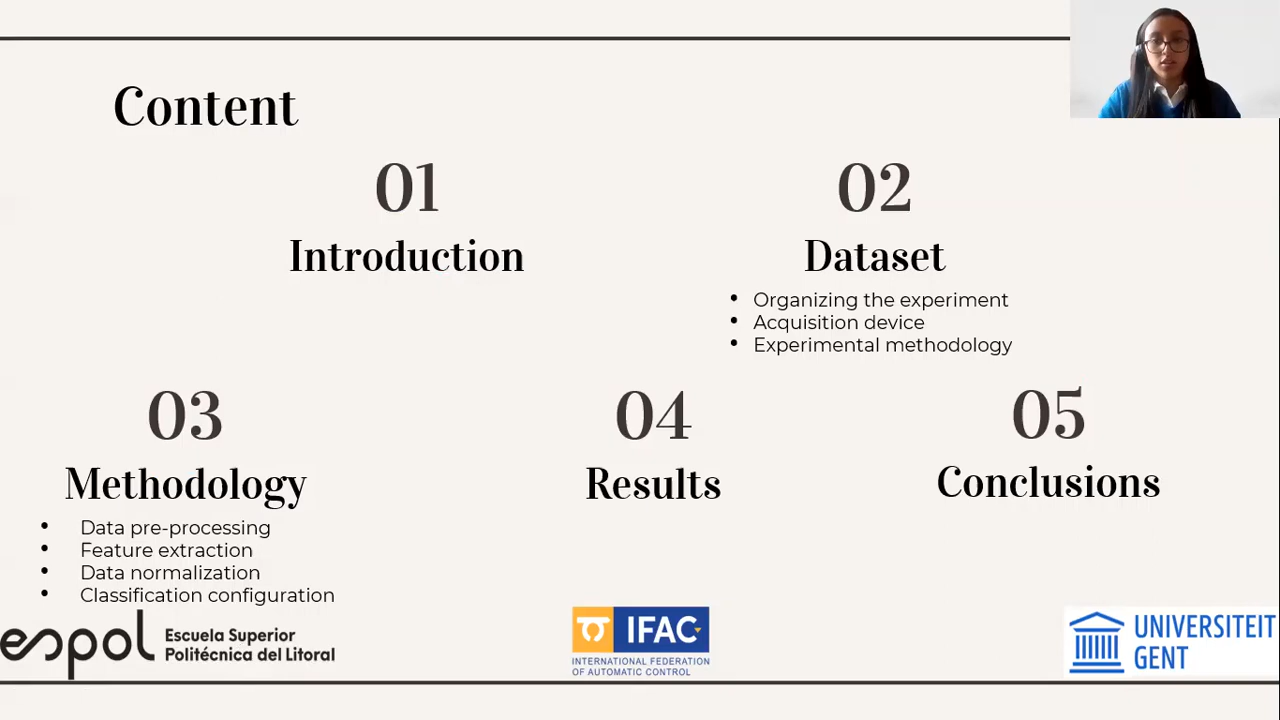 Content
01
Introduction
02
Dataset
• Organizing the experiment
• Acquisition device
• Experimental methodology
03
Methodology
• Data pre-processing
• Feature extraction
• Data normalization
• Classification configuration
04
Results
05
Conclusions
espol
Escuela Superior
Politécnica del Litoral
IFAC
INTERNATIONAL FEDERATION
OF AUTOMATIC CONTROL
UNIVERSITEIT
GENT